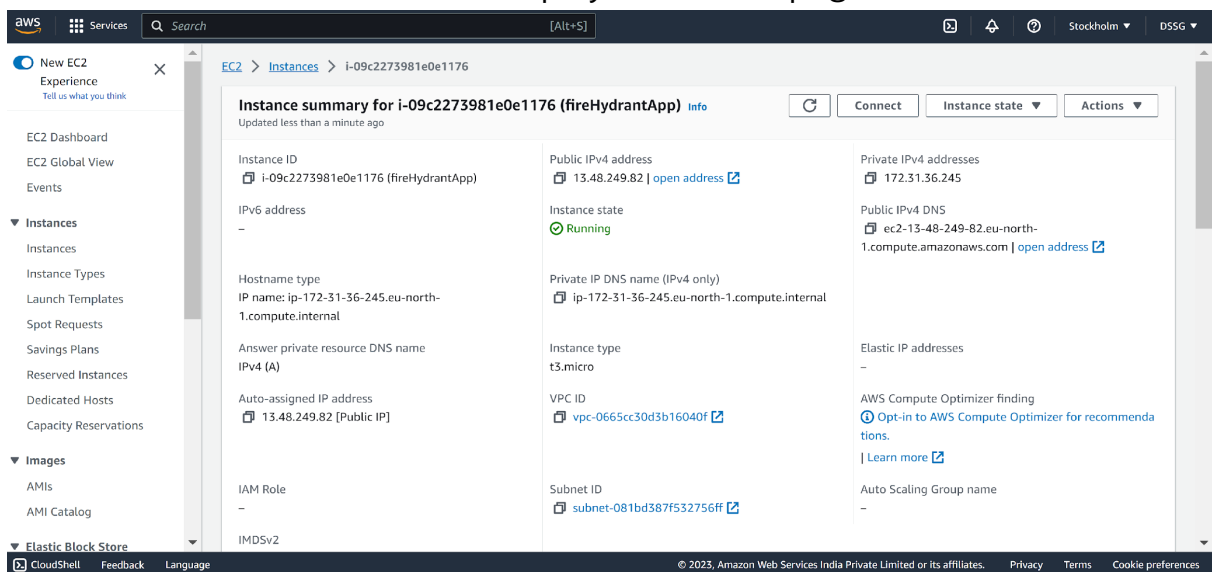 aws
Services
Search
[Alt+S]
Stockholm ▼
DSSG ▼
New EC2
Experience
Tell us what you think
EC2 Dashboard
EC2 Global View
Events
Instances
Instances
Instance Types
Launch Templates
Spot Requests
Savings Plans
Reserved Instances
Dedicated Hosts
Capacity Reservations
Images
AMIs
AMI Catalog
Elastic Block Store
EC2 > Instances > i-09c2273981e0e1176
Instance summary for i-09c2273981e0e1176 (fireHydrantApp) Info
Updated less than a minute ago
Connect
Instance state ▼
Actions ▼
Instance ID
i-09c2273981e0e1176 (fireHydrantApp)
Public IPv4 address
13.48.249.82 | open address
Private IPv4 addresses
172.31.36.245
IPv6 address
–
Instance state
Running
Public IPv4 DNS
ec2-13-48-249-82.eu-north-
1.compute.amazonaws.com | open address
Hostname type
IP name: ip-172-31-36-245.eu-north-
1.compute.internal
Private IP DNS name (IPv4 only)
ip-172-31-36-245.eu-north-1.compute.internal
Answer private resource DNS name
IPv4 (A)
Instance type
t3.micro
Elastic IP addresses
–
Auto-assigned IP address
13.48.249.82 [Public IP]
VPC ID
vpc-0665cc30d3b16040f
AWS Compute Optimizer finding
Opt-in to AWS Compute Optimizer for recommenda
tions.
| Learn more
IAM Role
–
Subnet ID
subnet-081bd387f532756ff
Auto Scaling Group name
–
IMDSv2
CloudShell
Feedback
Language
© 2023, Amazon Web Services India Private Limited or its affiliates.
Privacy
Terms
Cookie preferences